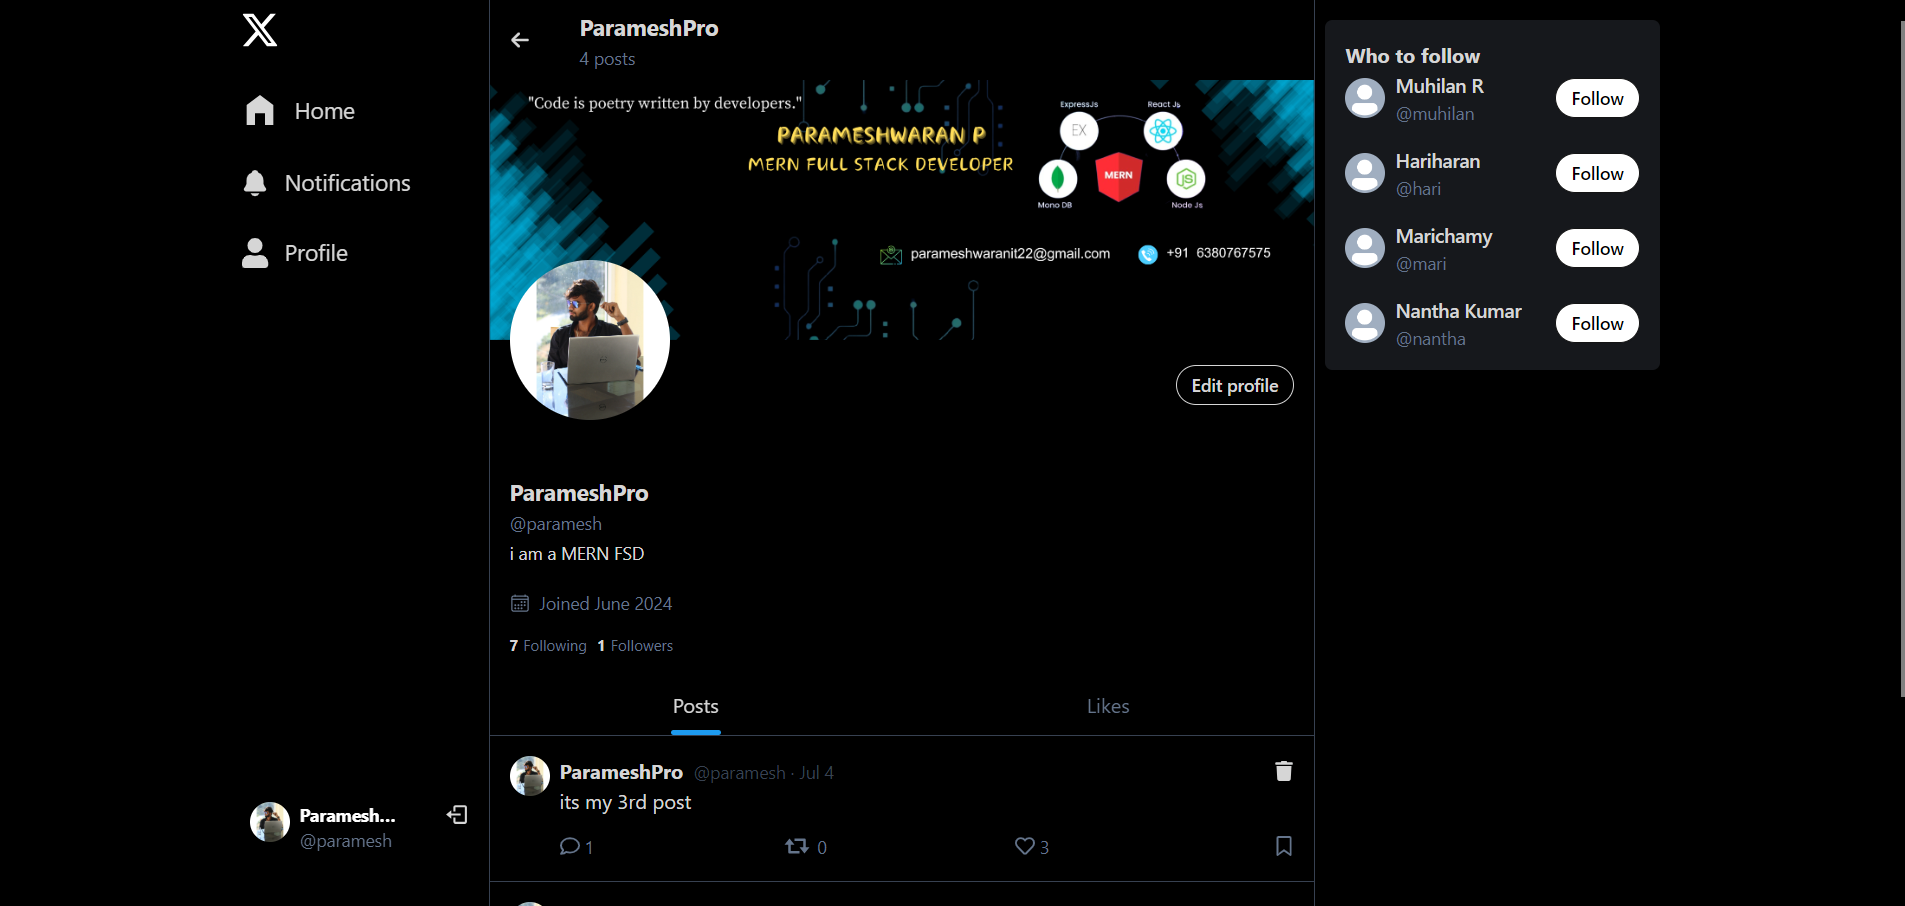 Home
Notifications
Profile
Paramesh...
@paramesh
ParameshPro
4 posts
"Code is poetry written by developers."
PARAMESHWARAN P
MERN FULL STACK DEVELOPER
ExpressJs
React Js
EX
MERN
JS
Mono DB
Node Js
parameshwaranit22@gmail.com
+91 6380767575
Edit profile
ParameshPro
@paramesh
i am a MERN FSD
Joined June 2024
7 Following 1 Followers
Posts
Likes
ParameshPro @paramesh · Jul 4
its my 3rd post
1
0
3
Who to follow
Muhilan R
@muhilan
Follow
Hariharan
@hari
Follow
Marichamy
@mari
Follow
Nantha Kumar
@nantha
Follow